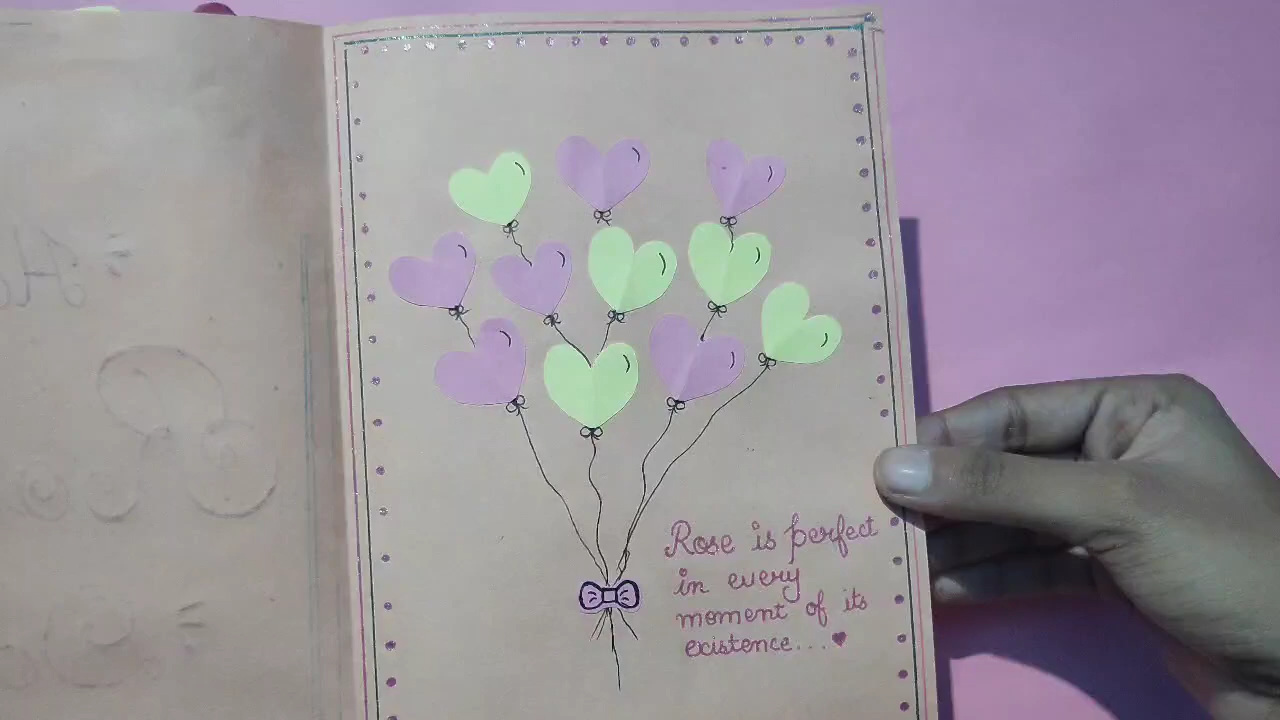 Rose is perfect
in every
moment of its
existence...♥